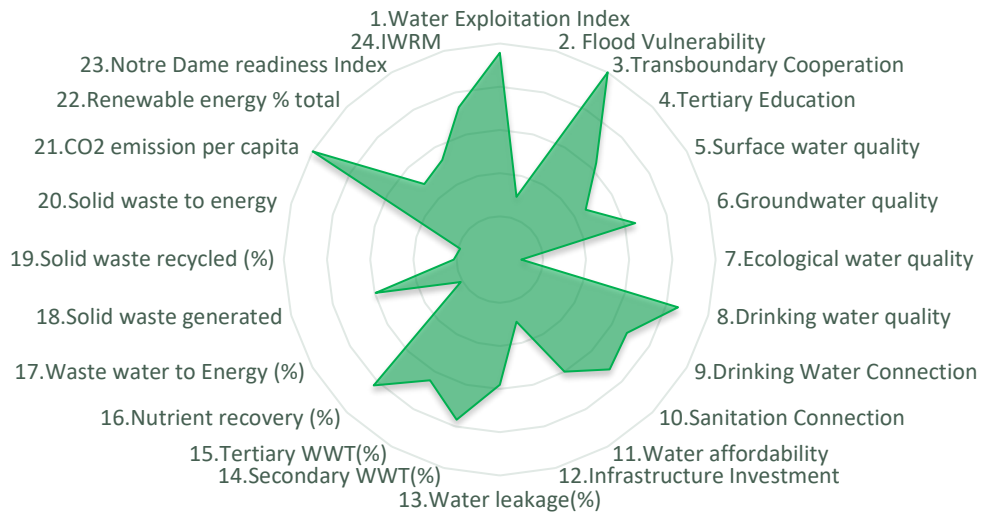 1.Water Exploitation Index
2. Flood Vulnerability
3.Transboundary Cooperation
4.Tertiary Education
5.Surface water quality
6.Groundwater quality
7.Ecological water quality
8.Drinking water quality
9.Drinking Water Connection
10.Sanitation Connection
11.Water affordability
12.Infrastructure Investment
13.Water leakage(%)
14.Secondary WWT(%)
15.Tertiary WWT(%)
16.Nutrient recovery (%)
17.Waste water to Energy (%)
18.Solid waste generated
19.Solid waste recycled (%)
20.Solid waste to energy
21.CO2 emission per capita
22.Renewable energy % total
23.Notre Dame readiness Index
24.IWRM